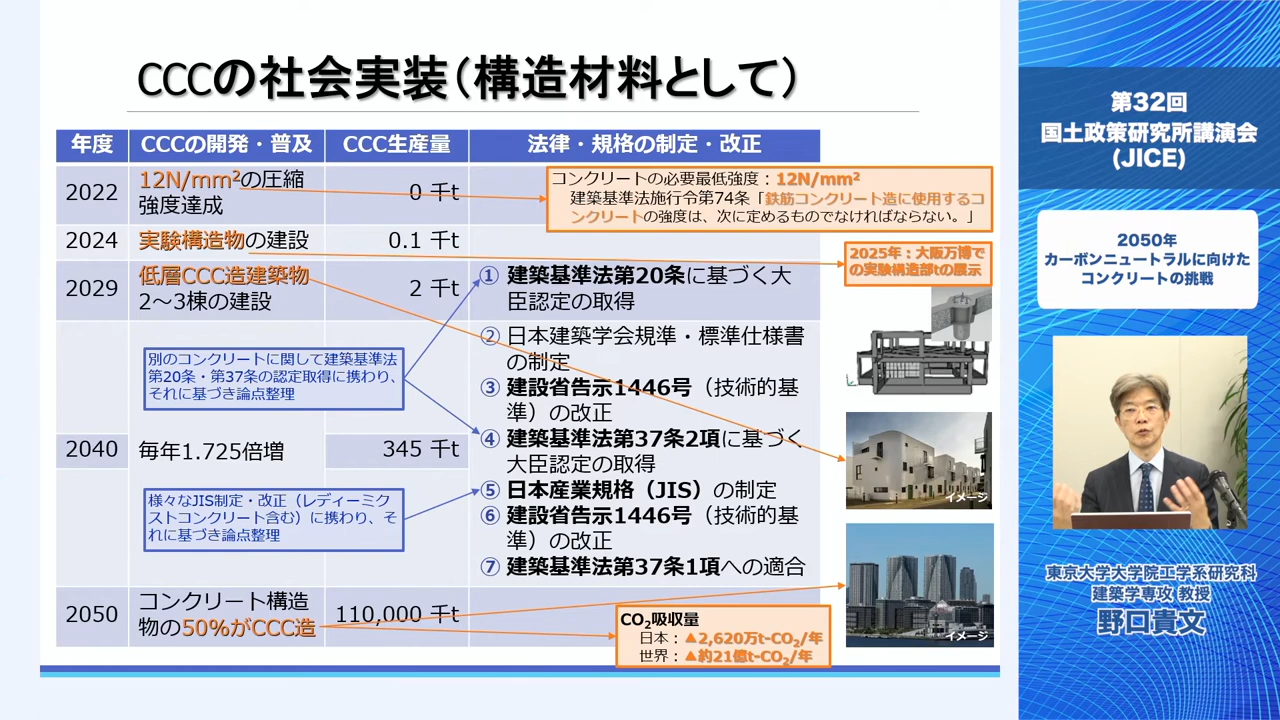 CCCの社会実装（構造材料として）
年度
CCCの開発・普及
CCC生産量
法律・規格の制定・改正
2022
12N/mm²の圧縮
強度達成
0 千t
コンクリートの必要最低強度：12N/mm²
建築基準法施行令第74条「鉄筋コンクリート造に使用するコ
ンクリートの強度は、次に定めるものでなければならない。」
2024
実験構造物の建設
0.1 千t
2025年：大阪万博で
の実験構造部tの展示
2029
低層CCC造建築物
2～3棟の建設
2 千t
① 建築基準法第20条に基づく大
臣認定の取得
② 日本建築学会規準・標準仕様書
の制定
③ 建設省告示1446号（技術的基
準）の改正
④ 建築基準法第37条2項に基づく
大臣認定の取得
⑤ 日本産業規格（JIS）の制定
⑥ 建設省告示1446号（技術的基
準）の改正
⑦ 建築基準法第37条1項への適合
別のコンクリートに関して建築基準法
第20条・第37条の認定取得に携わり、
それに基づき論点整理
2040
毎年1.725倍増
345 千t
様々なJIS制定・改正（レディーミク
ストコンクリート含む）に携わり、そ
れに基づき論点整理
2050
コンクリート構造
物の50%がCCC造
110,000 千t
CO₂吸収量
日本：▲2,620万t-CO₂/年
世界：▲約21億t-CO₂/年
イメージ
イメージ
第32回
国土政策研究所講演会
(JICE)
2050年
カーボンニュートラルに向けた
コンクリートの挑戦
東京大学大学院工学系研究科
建築学専攻 教授
野口貴文